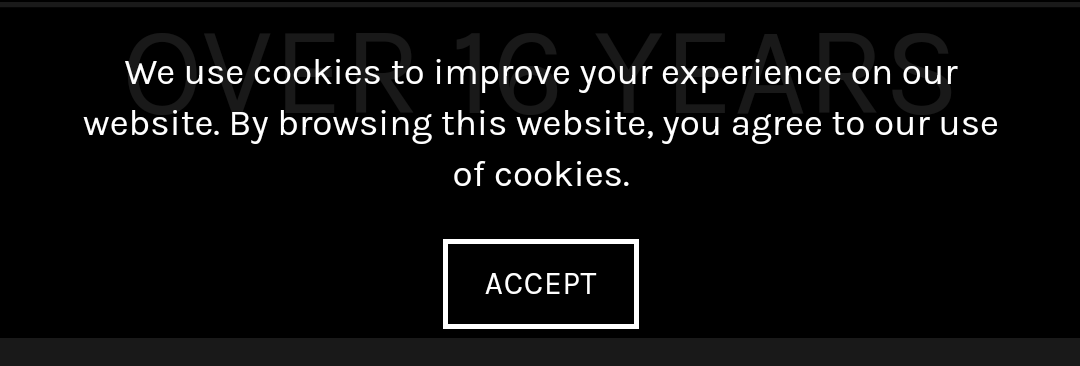 OVER 16 YEARS
We use cookies to improve your experience on our
website. By browsing this website, you agree to our use
of cookies.
ACCEPT